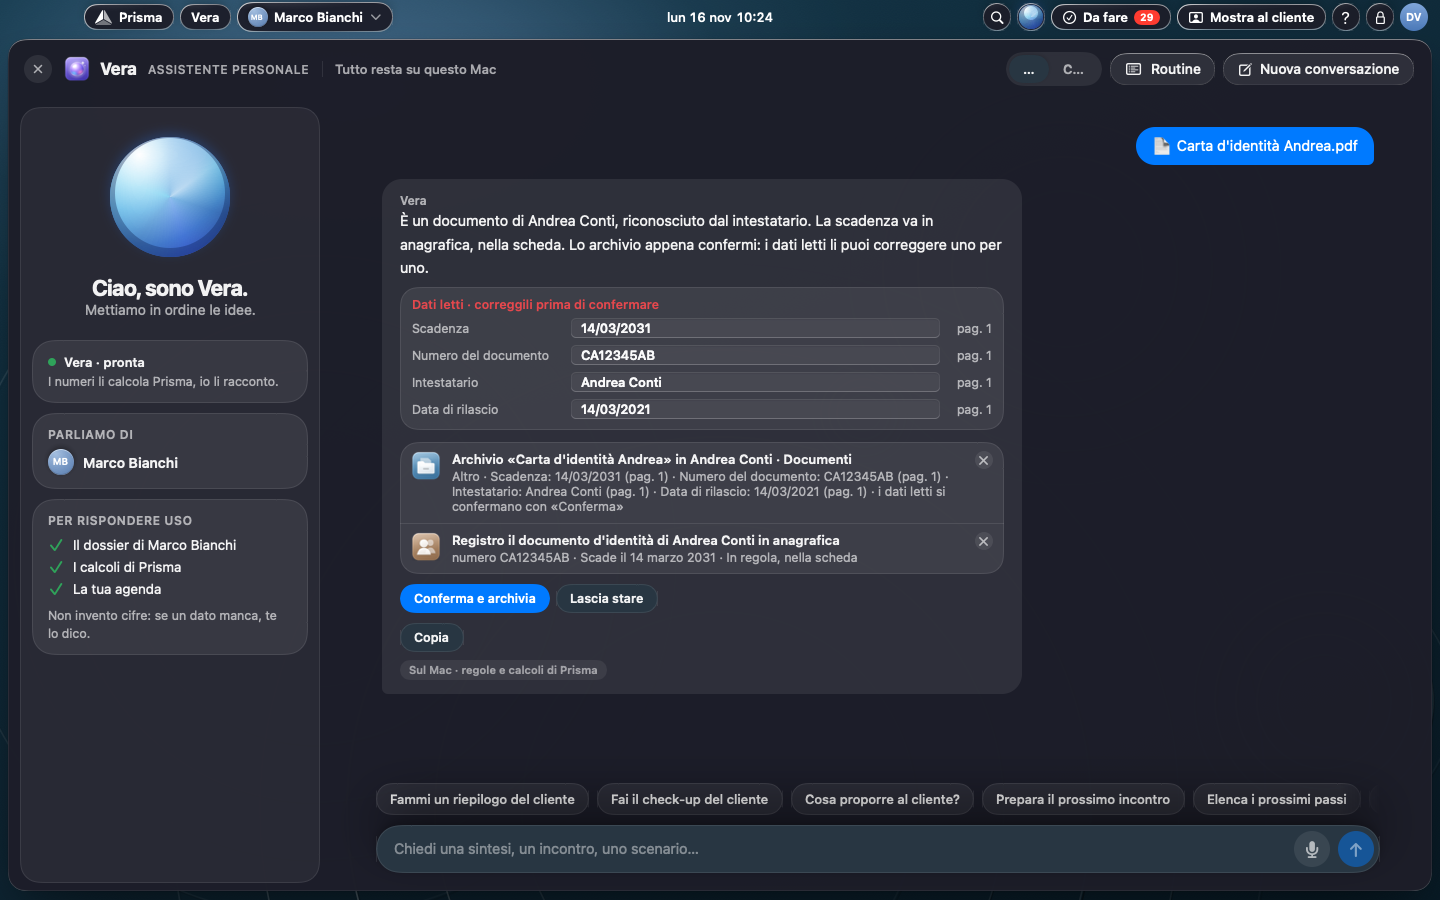 Prisma
Vera
MB Marco Bianchi
lun 16 nov 10:24
Da fare 29
Mostra al cliente
?
DV
Vera ASSISTENTE PERSONALE
Tutto resta su questo Mac
...
C...
Routine
Nuova conversazione
Ciao, sono Vera.
Mettiamo in ordine le idee.
Vera · pronta
I numeri li calcola Prisma, io li racconto.
PARLIAMO DI
MB Marco Bianchi
PER RISPONDERE USO
Il dossier di Marco Bianchi
I calcoli di Prisma
La tua agenda
Non invento cifre: se un dato manca, te
lo dico.
Carta d'identità Andrea.pdf
Vera
È un documento di Andrea Conti, riconosciuto dal intestatario. La scadenza va in
anagrafica, nella scheda. Lo archivio appena confermi: i dati letti li puoi correggere uno per
uno.
Dati letti · correggili prima di confermare
Scadenza 14/03/2031 pag. 1
Numero del documento CA12345AB pag. 1
Intestatario Andrea Conti pag. 1
Data di rilascio 14/03/2021 pag. 1
Archivio «Carta d'identità Andrea» in Andrea Conti · Documenti
Altro · Scadenza: 14/03/2031 (pag. 1) · Numero del documento: CA12345AB (pag. 1) ·
Intestatario: Andrea Conti (pag. 1) · Data di rilascio: 14/03/2021 (pag. 1) · i dati letti si
confermano con «Conferma»
Registro il documento d'identità di Andrea Conti in anagrafica
numero CA12345AB · Scade il 14 marzo 2031 · In regola, nella scheda
Conferma e archivia
Lascia stare
Copia
Sul Mac · regole e calcoli di Prisma
Fammi un riepilogo del cliente
Fai il check-up del cliente
Cosa proporre al cliente?
Prepara il prossimo incontro
Elenca i prossimi passi
Chiedi una sintesi, un incontro, uno scenario...